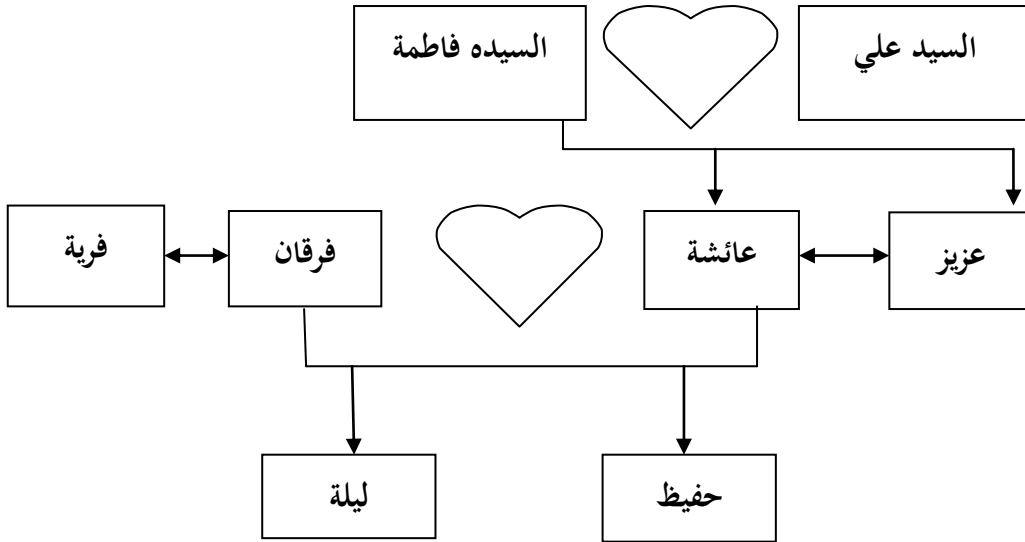 السيد علي
السيده فاطمة
عزيز
عائشة
فرقان
فرية
حفيظ
ليلة